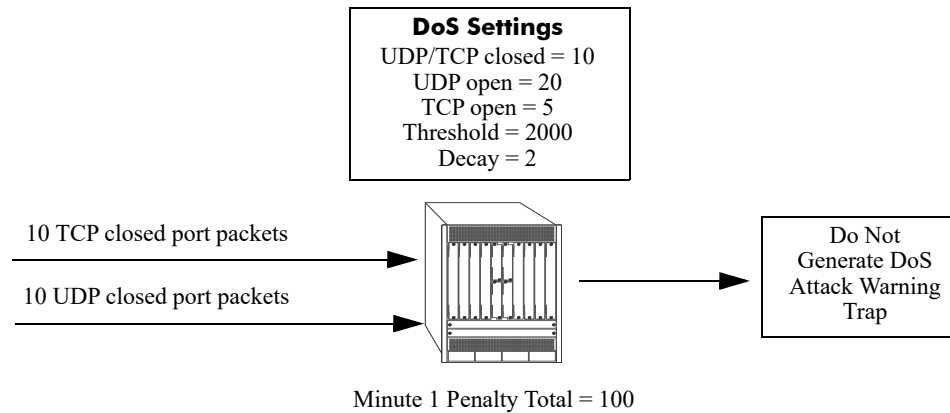 DoS Settings
UDP/TCP closed = 10
UDP open = 20
TCP open = 5
Threshold = 2000
Decay = 2
10 TCP closed port packets
10 UDP closed port packets
Do Not
Generate DoS
Attack Warning
Trap
Minute 1 Penalty Total = 100